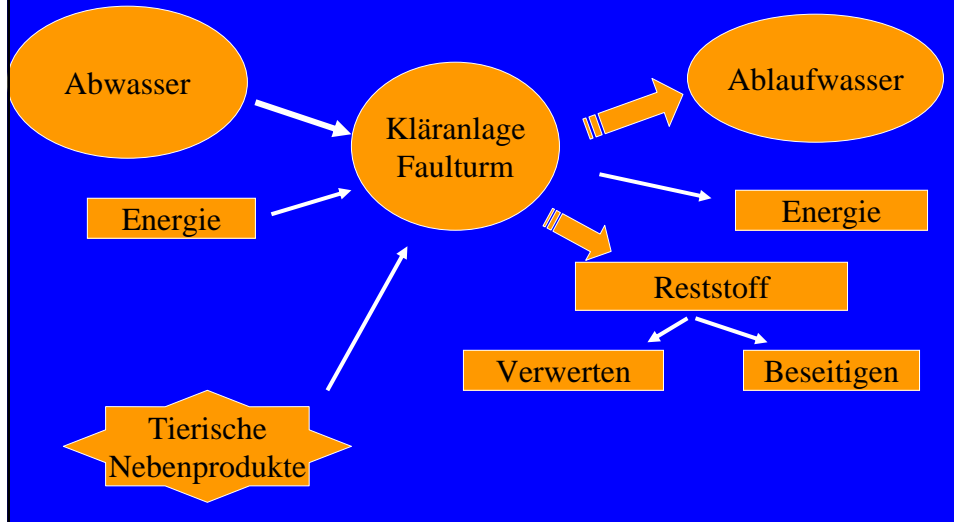 Abwasser
Ablaufwasser
Kläranlage
Faulturm
Energie
Energie
Reststoff
Verwerten
Beseitigen
Tierische
Nebenprodukte